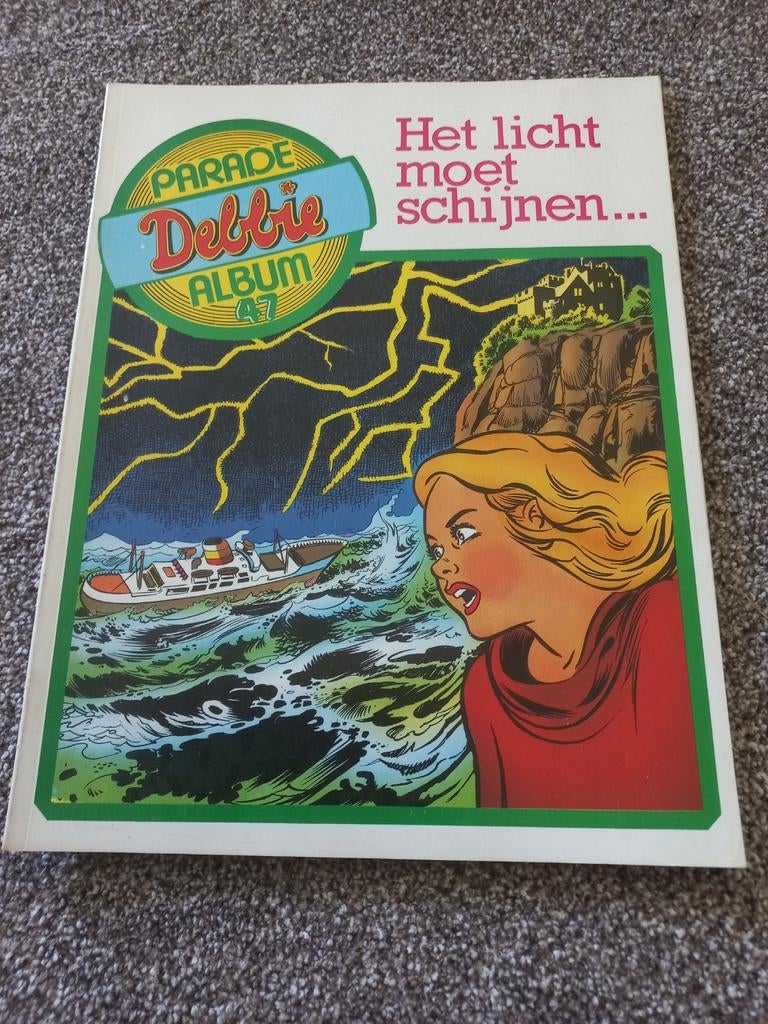 PARADE
Debbie
ALBUM
47
Het licht
moet
schijnen...